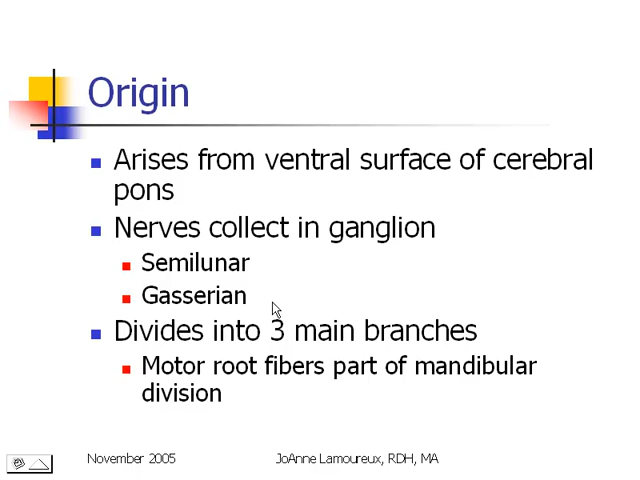 Origin
Arises from ventral surface of cerebral
pons
Nerves collect in ganglion
Semilunar
Gasserian
Divides into 3 main branches
Motor root fibers part of mandibular
division
November 2005
JoAnne Lamoureux, RDH, MA